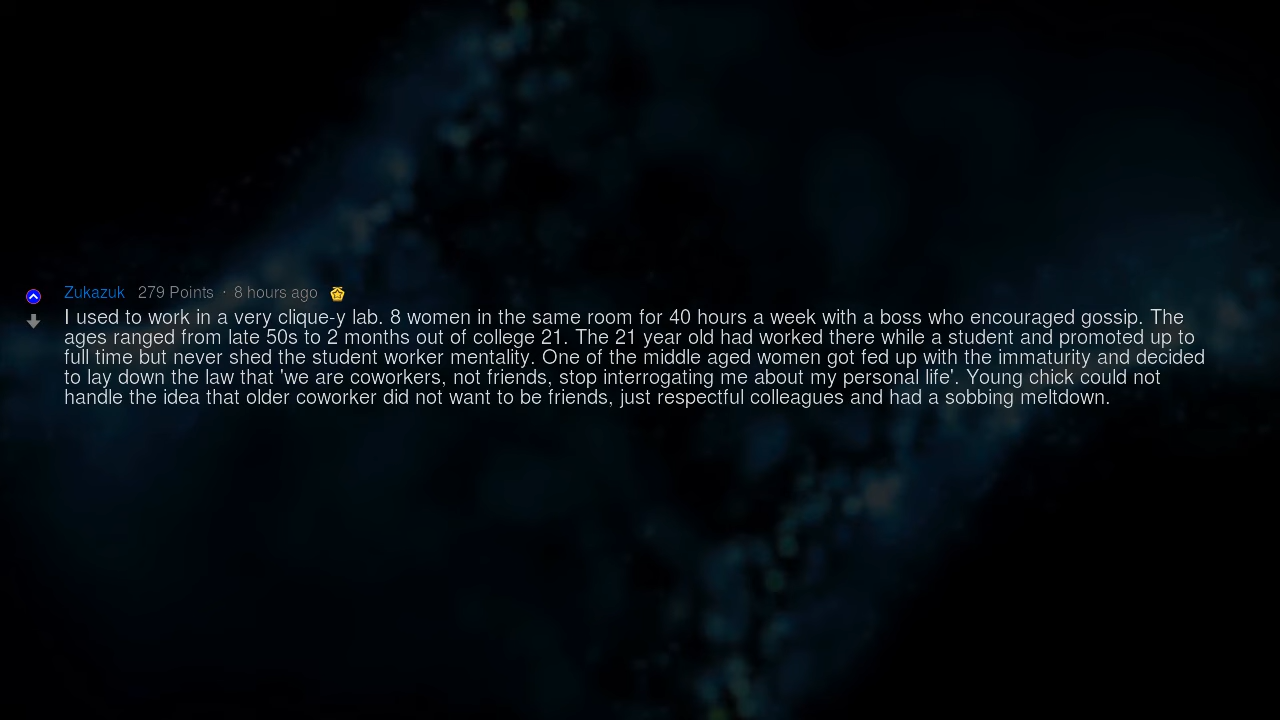 Zukazuk 279 Points · 8 hours ago
I used to work in a very clique-y lab. 8 women in the same room for 40 hours a week with a boss who encouraged gossip. The
ages ranged from late 50s to 2 months out of college 21. The 21 year old had worked there while a student and promoted up to
full time but never shed the student worker mentality. One of the middle aged women got fed up with the immaturity and decided
to lay down the law that 'we are coworkers, not friends, stop interrogating me about my personal life'. Young chick could not
handle the idea that older coworker did not want to be friends, just respectful colleagues and had a sobbing meltdown.